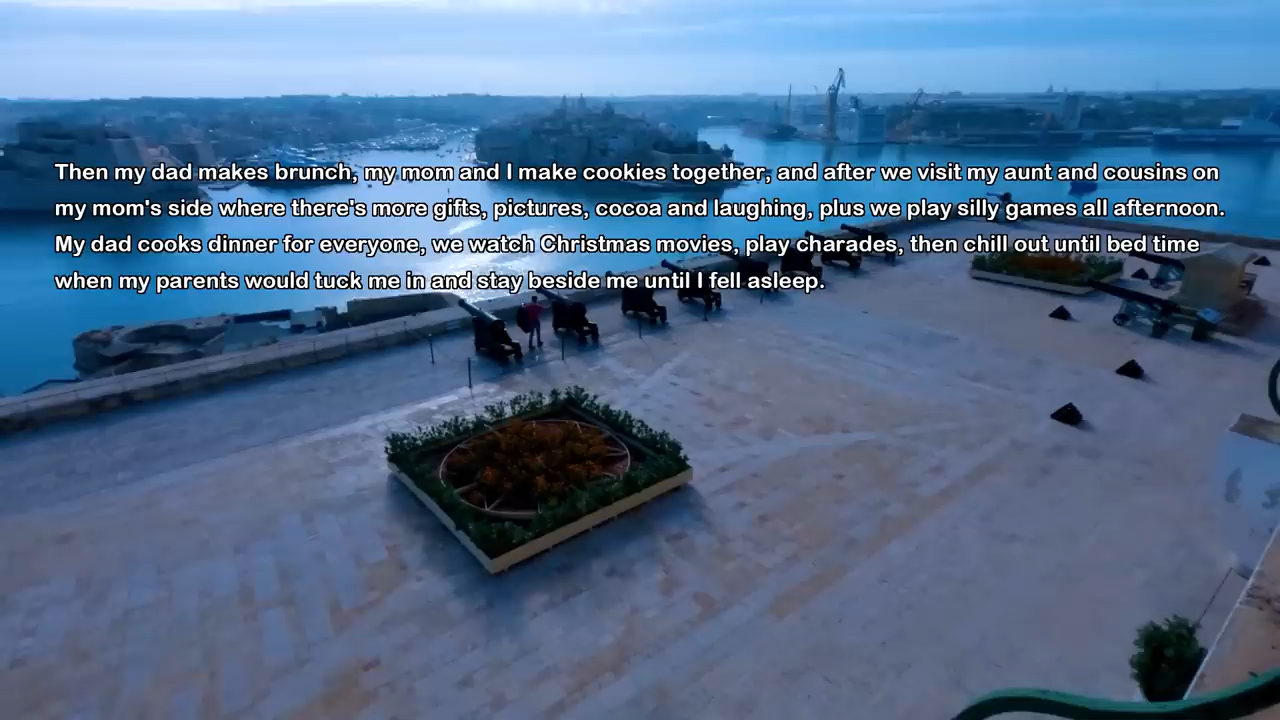 Then my dad makes brunch, my mom and I make cookies together, and after we visit my aunt and cousins on
my mom's side where there's more gifts, pictures, cocoa and laughing, plus we play silly games all afternoon.
My dad cooks dinner for everyone, we watch Christmas movies, play charades, then chill out until bed time
when my parents would tuck me in and stay beside me until I fell asleep.